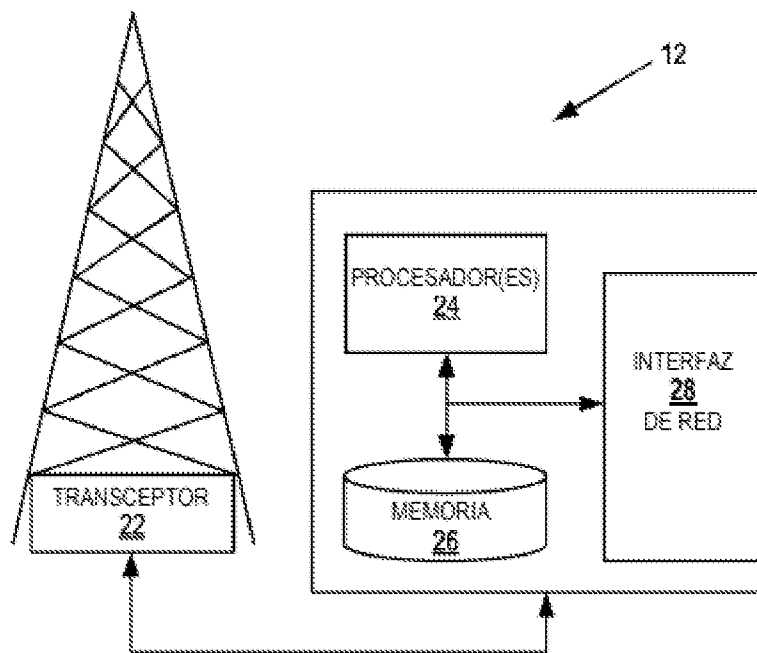 12
PROCESADOR(ES)
24
INTERFAZ
28
DE RED
TRANSCEPTOR
22
MEMORIA
26